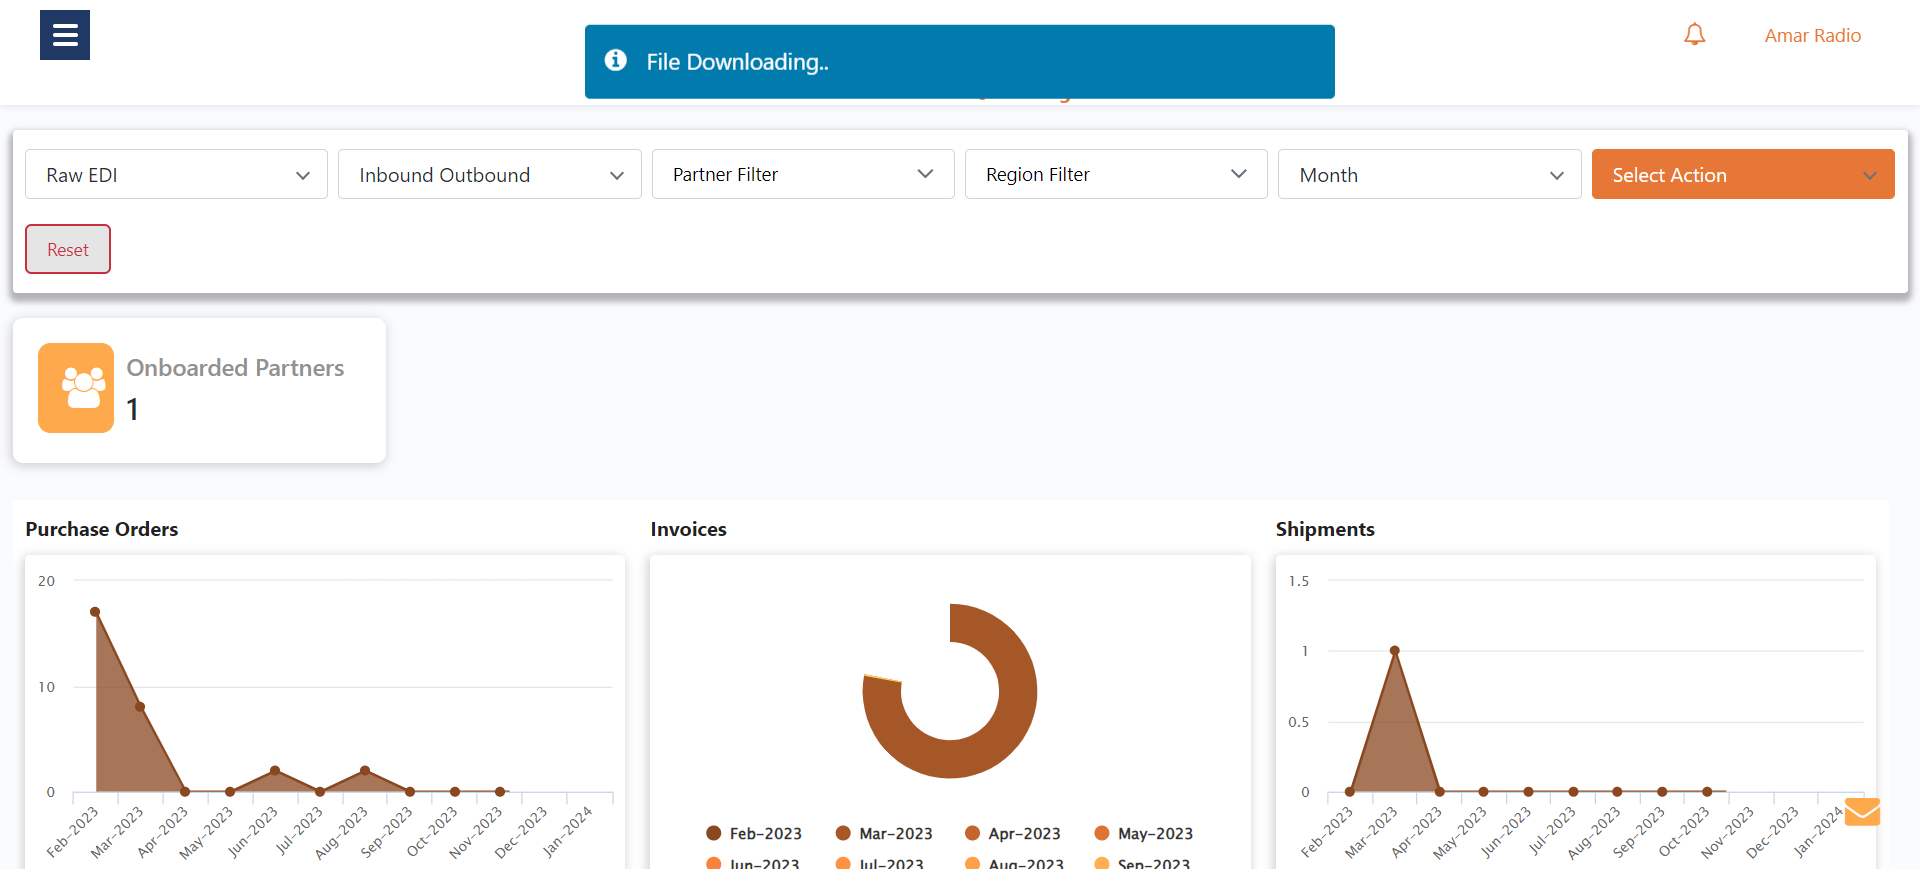 File Downloading..
Amar Radio
Raw EDI
Inbound Outbound
Partner Filter
Region Filter
Month
Select Action
Reset
Onboarded Partners
1
Purchase Orders
20
10
0
Feb-2023
Mar-2023
Apr-2023
May-2023
Jun-2023
Jul-2023
Aug-2023
Sep-2023
Oct-2023
Nov-2023
Dec-2023
Jan-2024
Invoices
Feb-2023
Mar-2023
Apr-2023
May-2023
Jun-2023
Jul-2023
Aug-2023
Sep-2023
Shipments
1.5
1
0.5
0
Feb-2023
Mar-2023
Apr-2023
May-2023
Jun-2023
Jul-2023
Aug-2023
Sep-2023
Oct-2023
Nov-2023
Dec-2023
Jan-2024